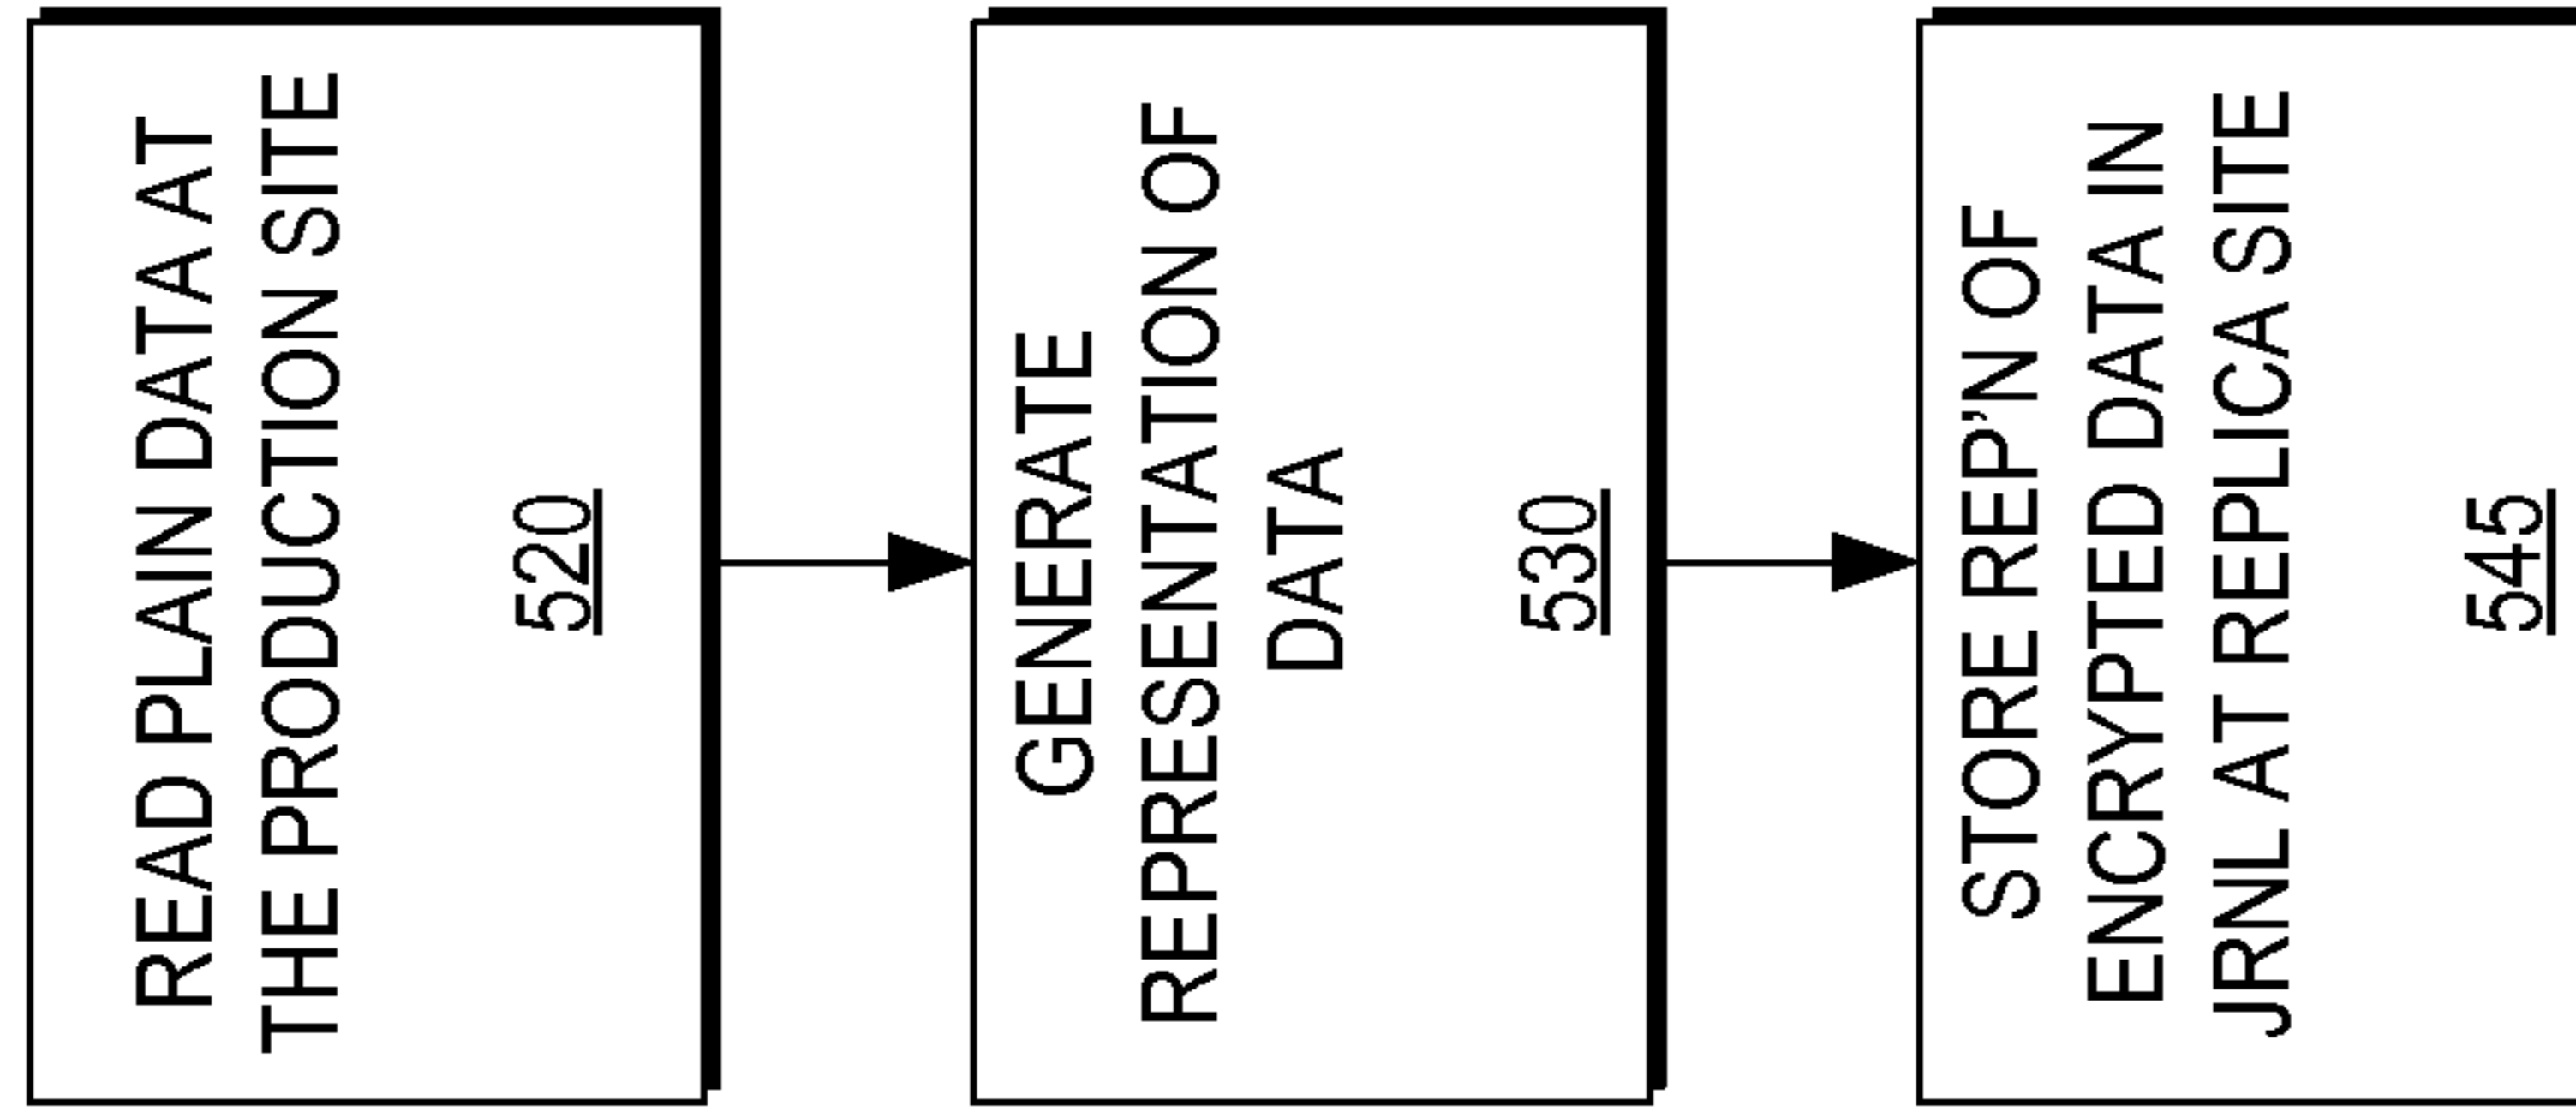 READ PLAIN DATA AT
THE PRODUCTION SITE
520
GENERATE
REPRESENTATION OF
DATA
530
STORE REP'N OF
ENCRYPTED DATA IN
JRNL AT REPLICA SITE
545